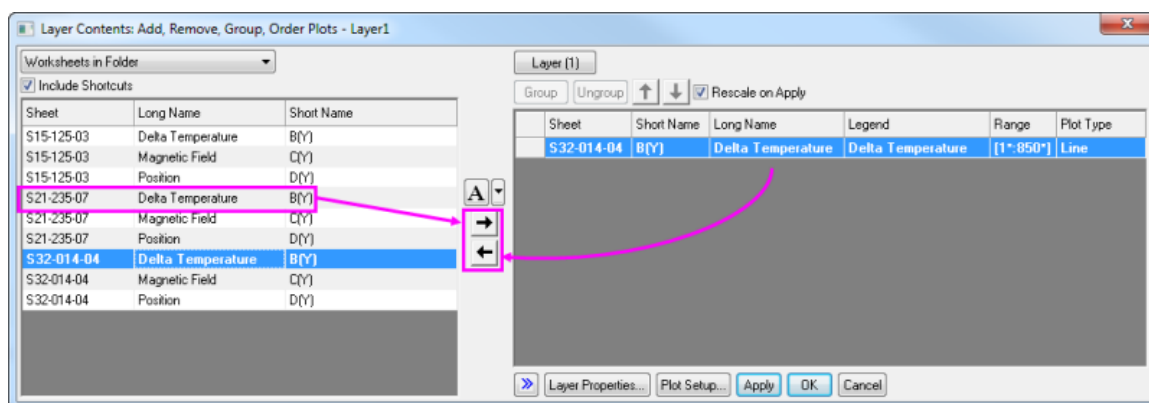 Layer Contents: Add, Remove, Group, Order Plots - Layer1
Worksheets in Folder
Include Shortcuts
Sheet Long Name Short Name
S15-125-03 Delta Temperature B(Y)
S15-125-03 Magnetic Field C(Y)
S15-125-03 Position D(Y)
S21-235-07 Delta Temperature B(Y)
S21-235-07 Magnetic Field C(Y)
S21-235-07 Position D(Y)
S32-014-04 Delta Temperature B(Y)
S32-014-04 Magnetic Field C(Y)
S32-014-04 Position D(Y)
A
Layer (1)
Group Ungroup Rescale on Apply
Sheet Short Name Long Name Legend Range Plot Type
S32-014-04 B(Y) Delta Temperature Delta Temperature [1*:850*] Line
Layer Properties... Plot Setup... Apply OK Cancel